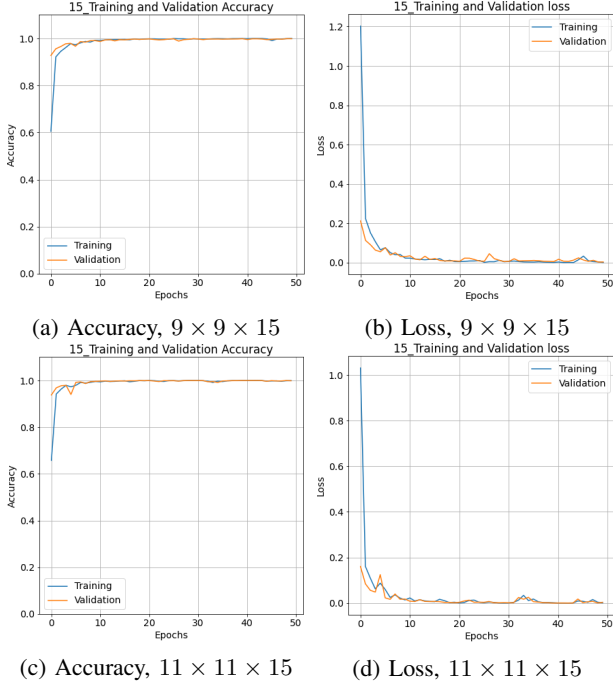 15_Training and Validation Accuracy
1.0
0.8
0.6
0.4
0.2
0.0
Accuracy
Training
Validation
0 10 20 30 40 50
Epochs
(a) Accuracy, 9 × 9 × 15
15_Training and Validation loss
1.2
1.0
0.8
0.6
0.4
0.2
0.0
Loss
Training
Validation
0 10 20 30 40 50
Epochs
(b) Loss, 9 × 9 × 15
15_Training and Validation Accuracy
1.0
0.8
0.6
0.4
0.2
0.0
Accuracy
Training
Validation
0 10 20 30 40 50
Epochs
(c) Accuracy, 11 × 11 × 15
15_Training and Validation loss
1.0
0.8
0.6
0.4
0.2
0.0
Loss
Training
Validation
0 10 20 30 40 50
Epochs
(d) Loss, 11 × 11 × 15